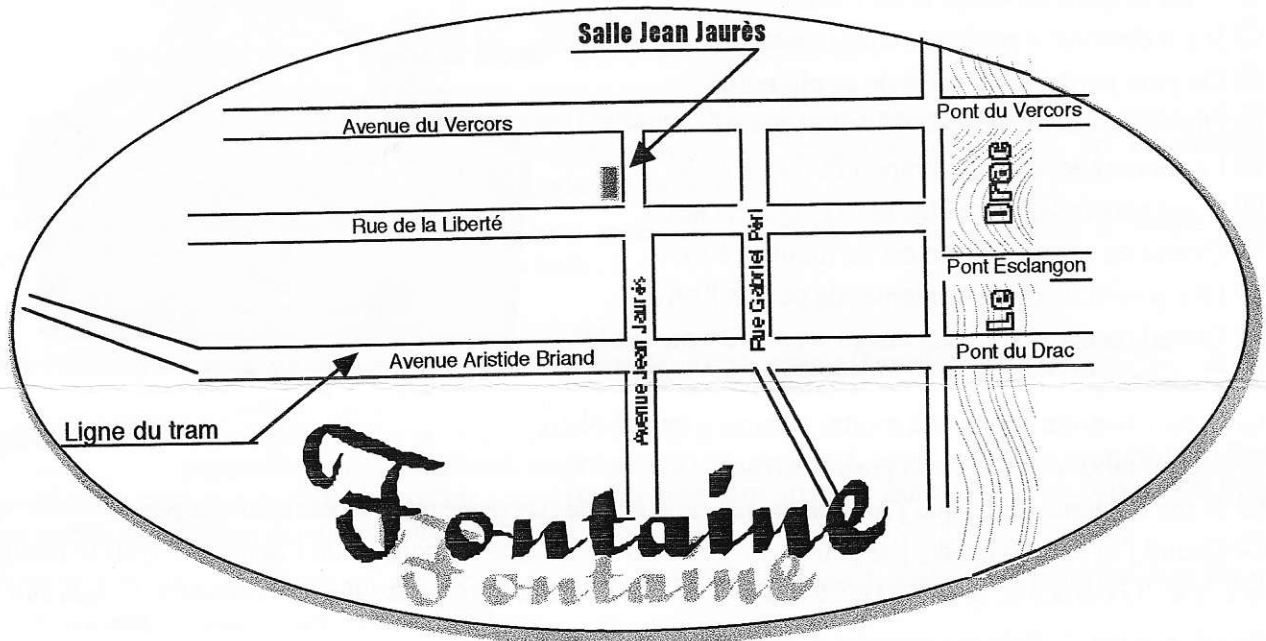 Salle Jean Jaurès
Avenue du Vercors
Pont du Vercors
Rue de la Liberté
Rue Gabriel Péri
Le Drac
Pont Esclangon
Avenue Jean Jaurés
Avenue Aristide Briand
Pont du Drac
Ligne du tram
Fontaine
Fontaine